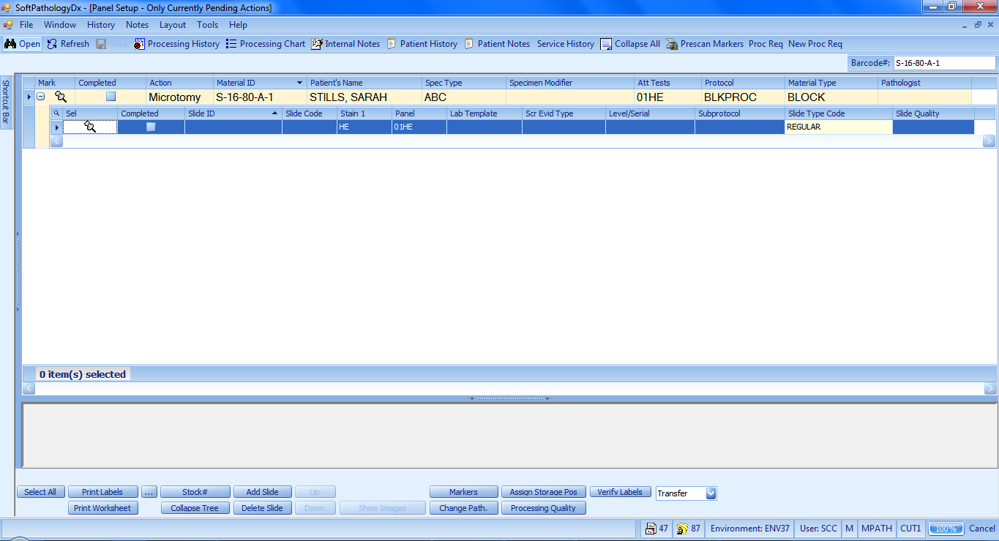 SoftPathologyDx - [Panel Setup - Only Currently Pending Actions]
File Window History Notes Layout Tools Help
Open Refresh Save Processing History Processing Chart Internal Notes Patient History Patient Notes Service History Collapse All Prescan Markers Proc Req New Proc Req
Barcode#: S-16-80-A-1
Shortcut Bar
Mark Completed Action Material ID Patient's Name Spec Type Specimen Modifier Att Tests Protocol Material Type Pathologist
Microtomy S-16-80-A-1 STILLS, SARAH ABC 01HE BLKPROC BLOCK
Sel Completed Slide ID Slide Code Stain 1 Panel Lab Template Scr Evid Type Level/Serial Subprotocol Slide Type Code Slide Quality
HE 01HE REGULAR
0 item(s) selected
Select All Print Labels ... Stock# Add Slide Up Markers Assign Storage Pos Verify Labels Transfer
Print Worksheet Collapse Tree Delete Slide Down Show Images Change Path. Processing Quality
47 87 Environment: ENV37 User: SCC M MPATH CUT1 100% Cancel